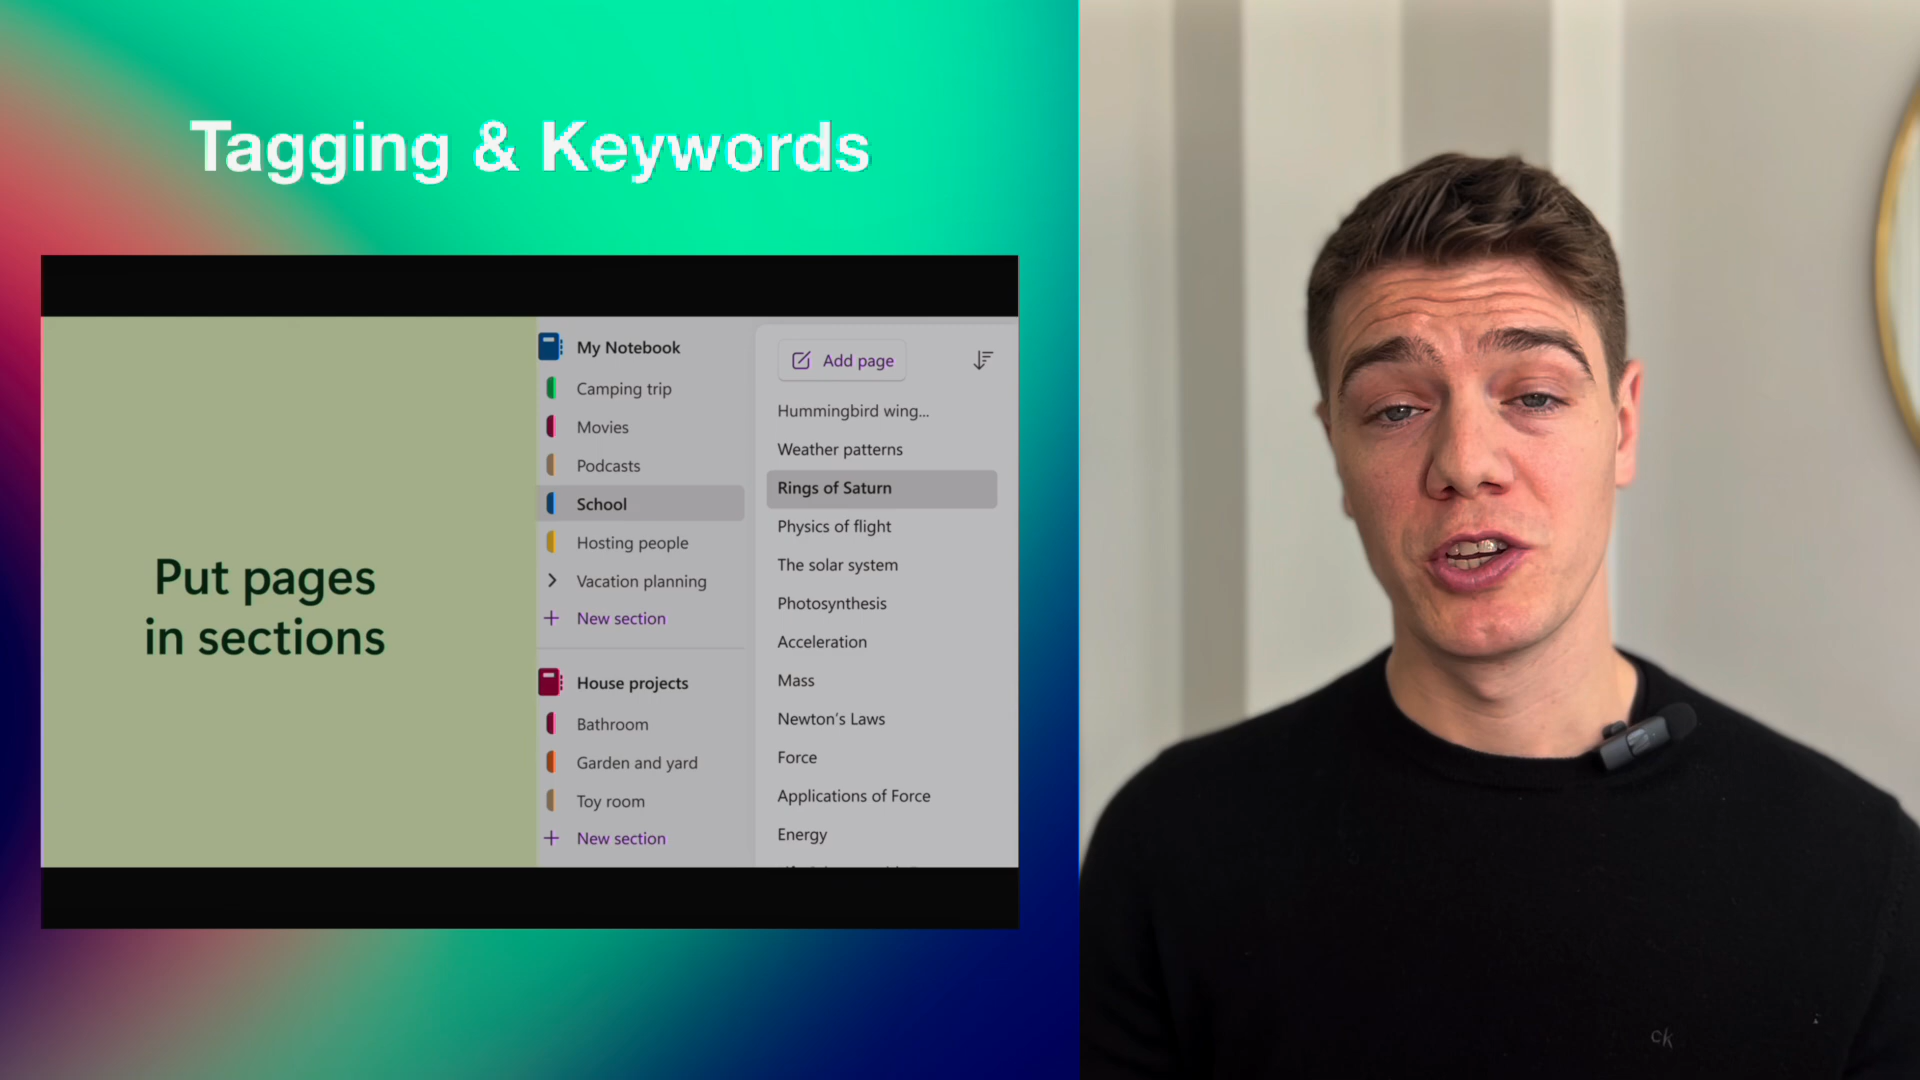 Tagging & Keywords
Put pages
in sections
My Notebook
Camping trip
Movies
Podcasts
School
Hosting people
Vacation planning
New section
House projects
Bathroom
Garden and yard
Toy room
New section
Add page
Hummingbird wing...
Weather patterns
Rings of Saturn
Physics of flight
The solar system
Photosynthesis
Acceleration
Mass
Newton's Laws
Force
Applications of Force
Energy
ck